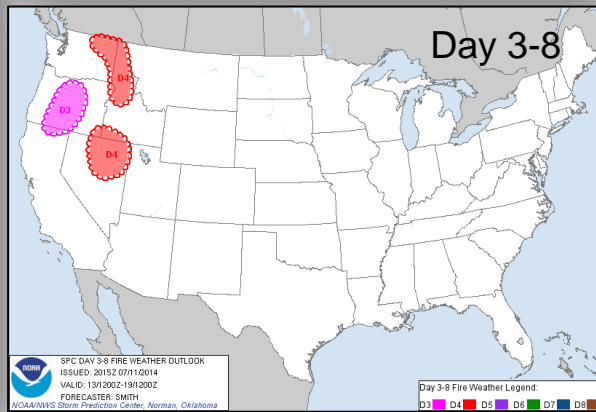 Day 3-8
D4
D3
D4
NOAA
SPC DAY 3-8 FIRE WEATHER OUTLOOK
ISSUED: 2015Z 07/11/2014
VALID: 13/1200Z-19/1200Z
FORECASTER: SMITH
NOAA/NWS Storm Prediction Center, Norman, Oklahoma
Day 3-8 Fire Weather Legend:
D3 D4 D5 D6 D7 D8